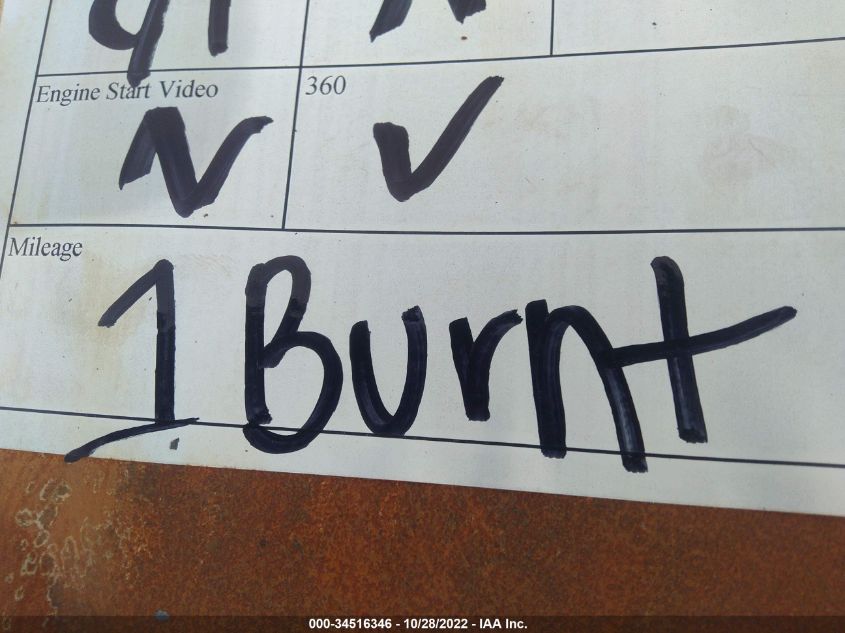 Engine Start Video
360
N
✓
Mileage
1 Burnt
000-34516346 - 10/28/2022 - IAA Inc.